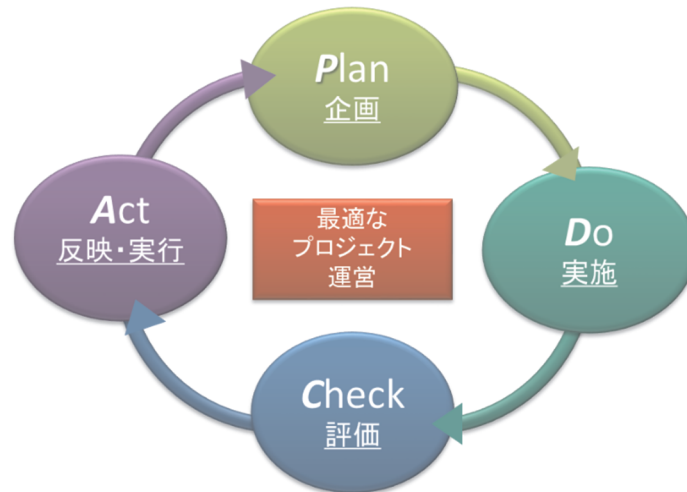 Plan
企画
Do
実施
Check
評価
Act
反映・実行
最適な
プロジェクト
運営